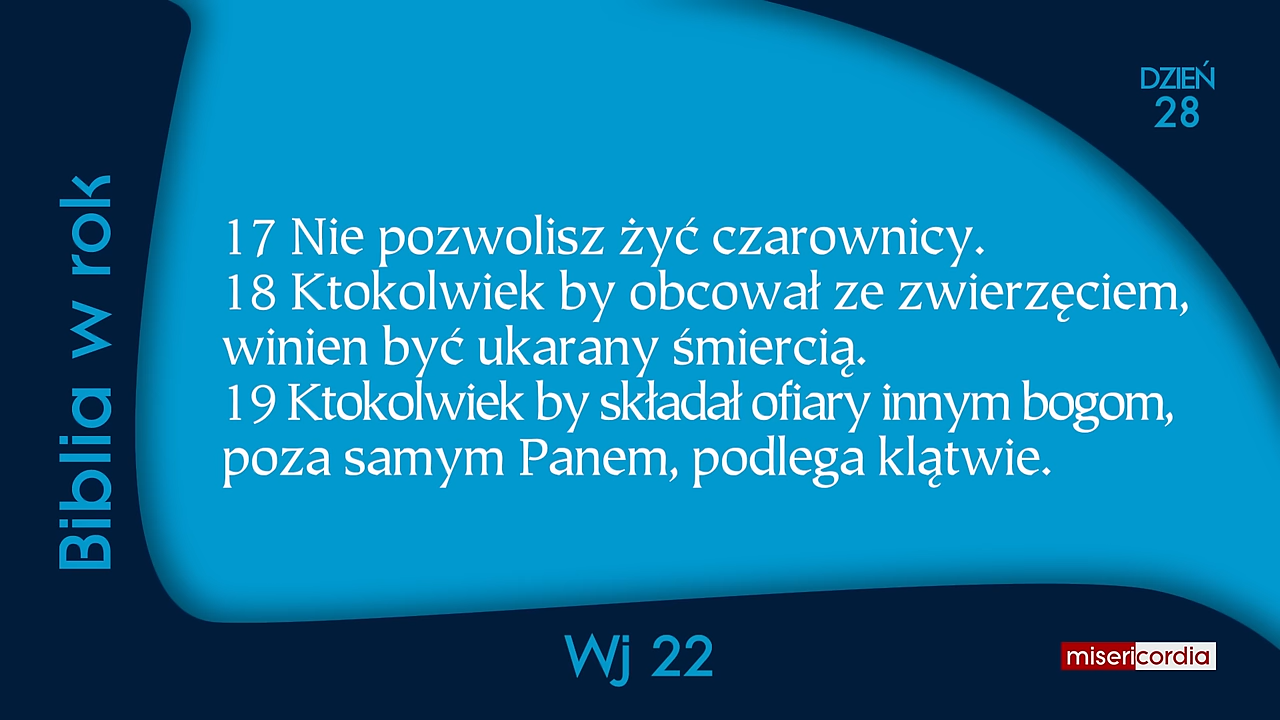 DZIEŃ
28
Biblia w rok
17 Nie pozwolisz żyć czarownicy.
18 Ktokolwiek by obcował ze zwierzęciem,
winien być ukarany śmiercią.
19 Ktokolwiek by składał ofiary innym bogom,
poza samym Panem, podlega klątwie.
Wj 22
misericordia